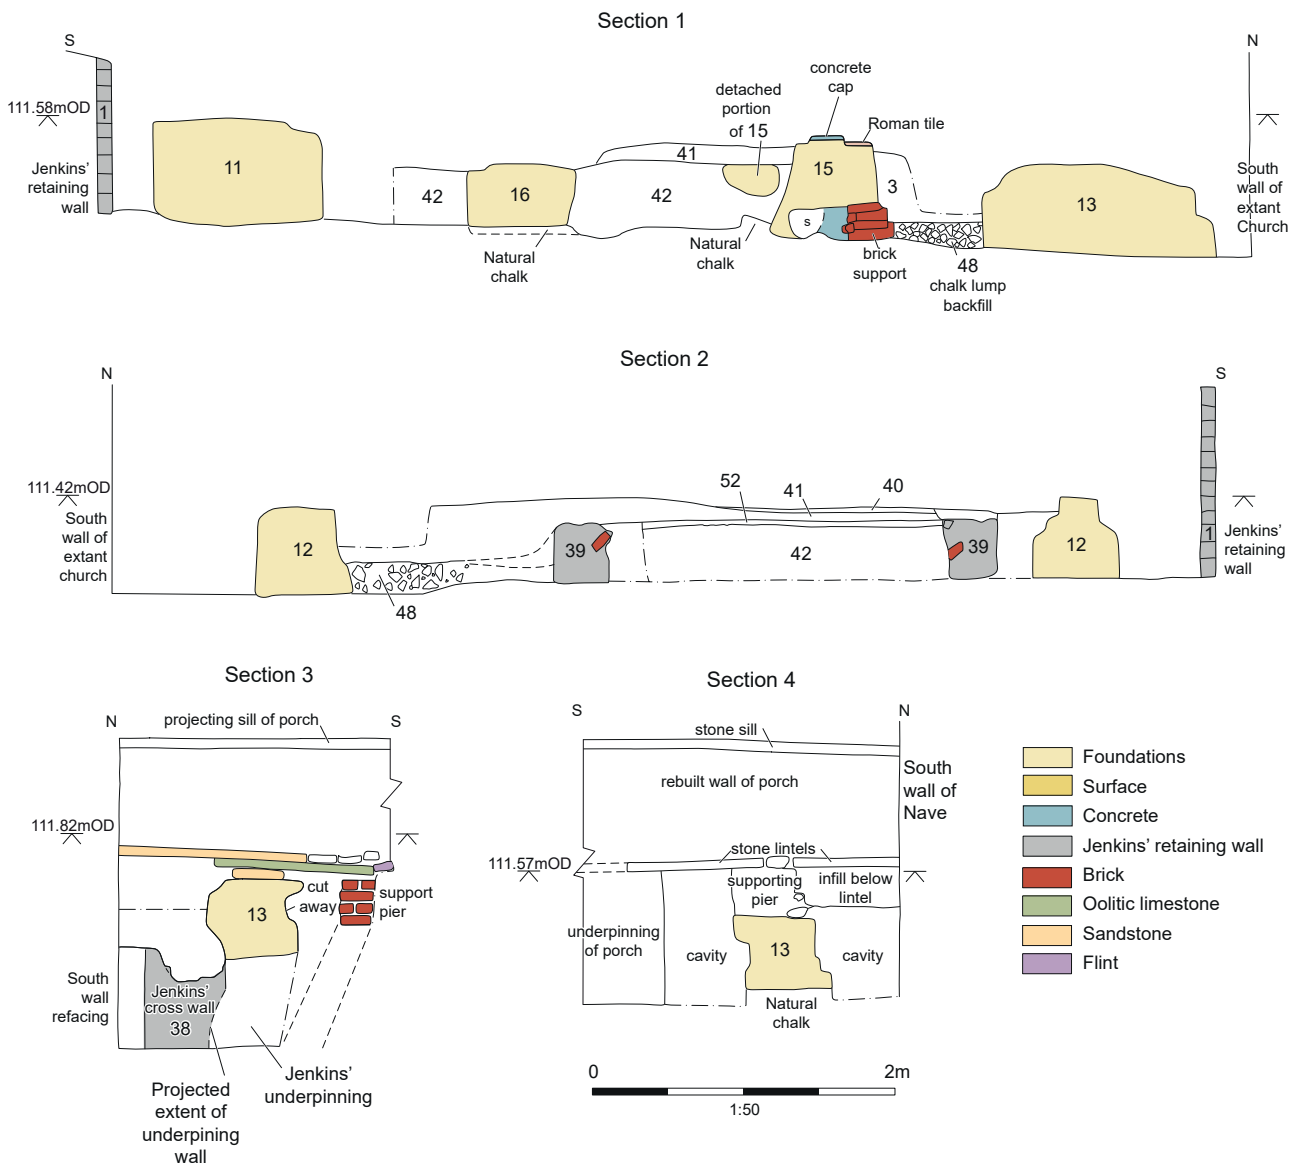 Section 1
S
N
concrete
cap
detached
portion
of 15
Roman tile
111.58mOD
1
Jenkins'
retaining
wall
11
42
16
41
42
15
3
13
South
wall of
extant
Church
s
Natural
chalk
Natural
chalk
brick
support
48
chalk lump
backfill
Section 2
N
S
111.42mOD
South
wall of
extant
church
12
48
39
52
41
40
42
39
12
1
Jenkins'
retaining
wall
Section 3
N
S
projecting sill of porch
111.82mOD
cut
away
support
pier
13
South
wall
refacing
Jenkins'
cross wall
38
Projected
extent of
underpining
wall
Jenkins'
underpinning
Section 4
S
N
stone sill
rebuilt wall of porch
South
wall of
Nave
111.57mOD
stone lintels
supporting
pier
infill below
lintel
underpinning
of porch
cavity
13
cavity
Natural
chalk
0
2m
1:50
Foundations
Surface
Concrete
Jenkins' retaining wall
Brick
Oolitic limestone
Sandstone
Flint